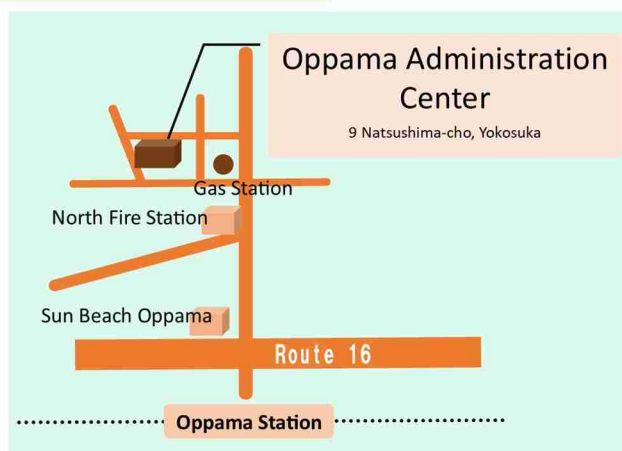 Oppama Administration
Center
9 Natsushima-cho, Yokosuka
Gas Station
North Fire Station
Sun Beach Oppama
Route 16
Oppama Station